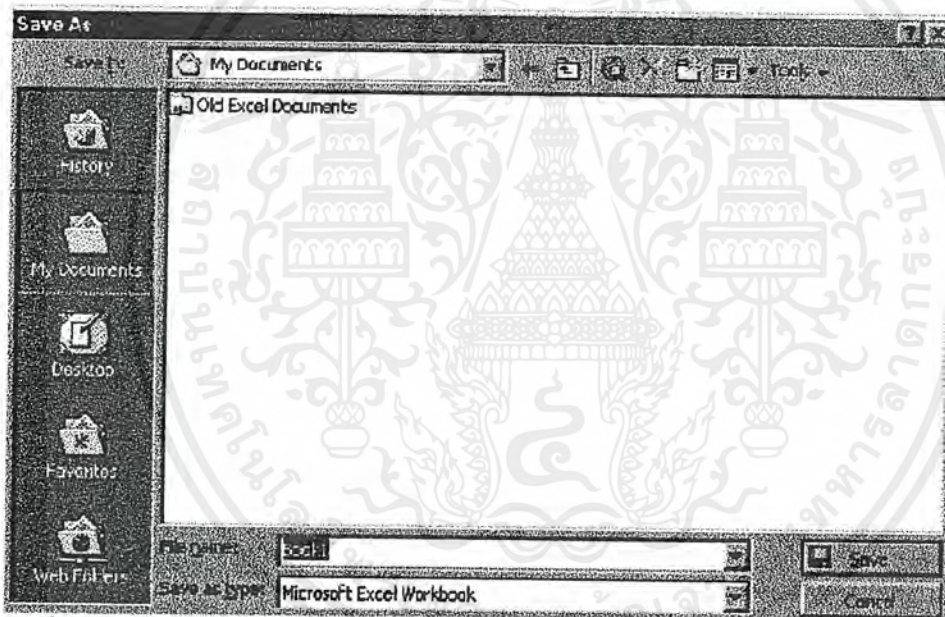 Save As
Save in:
My Documents
Tools
Old Excel Documents
History
My Documents
Desktop
Favorites
Web Folders
File name:
Book1
Save
Save as type:
Microsoft Excel Workbook
Cancel